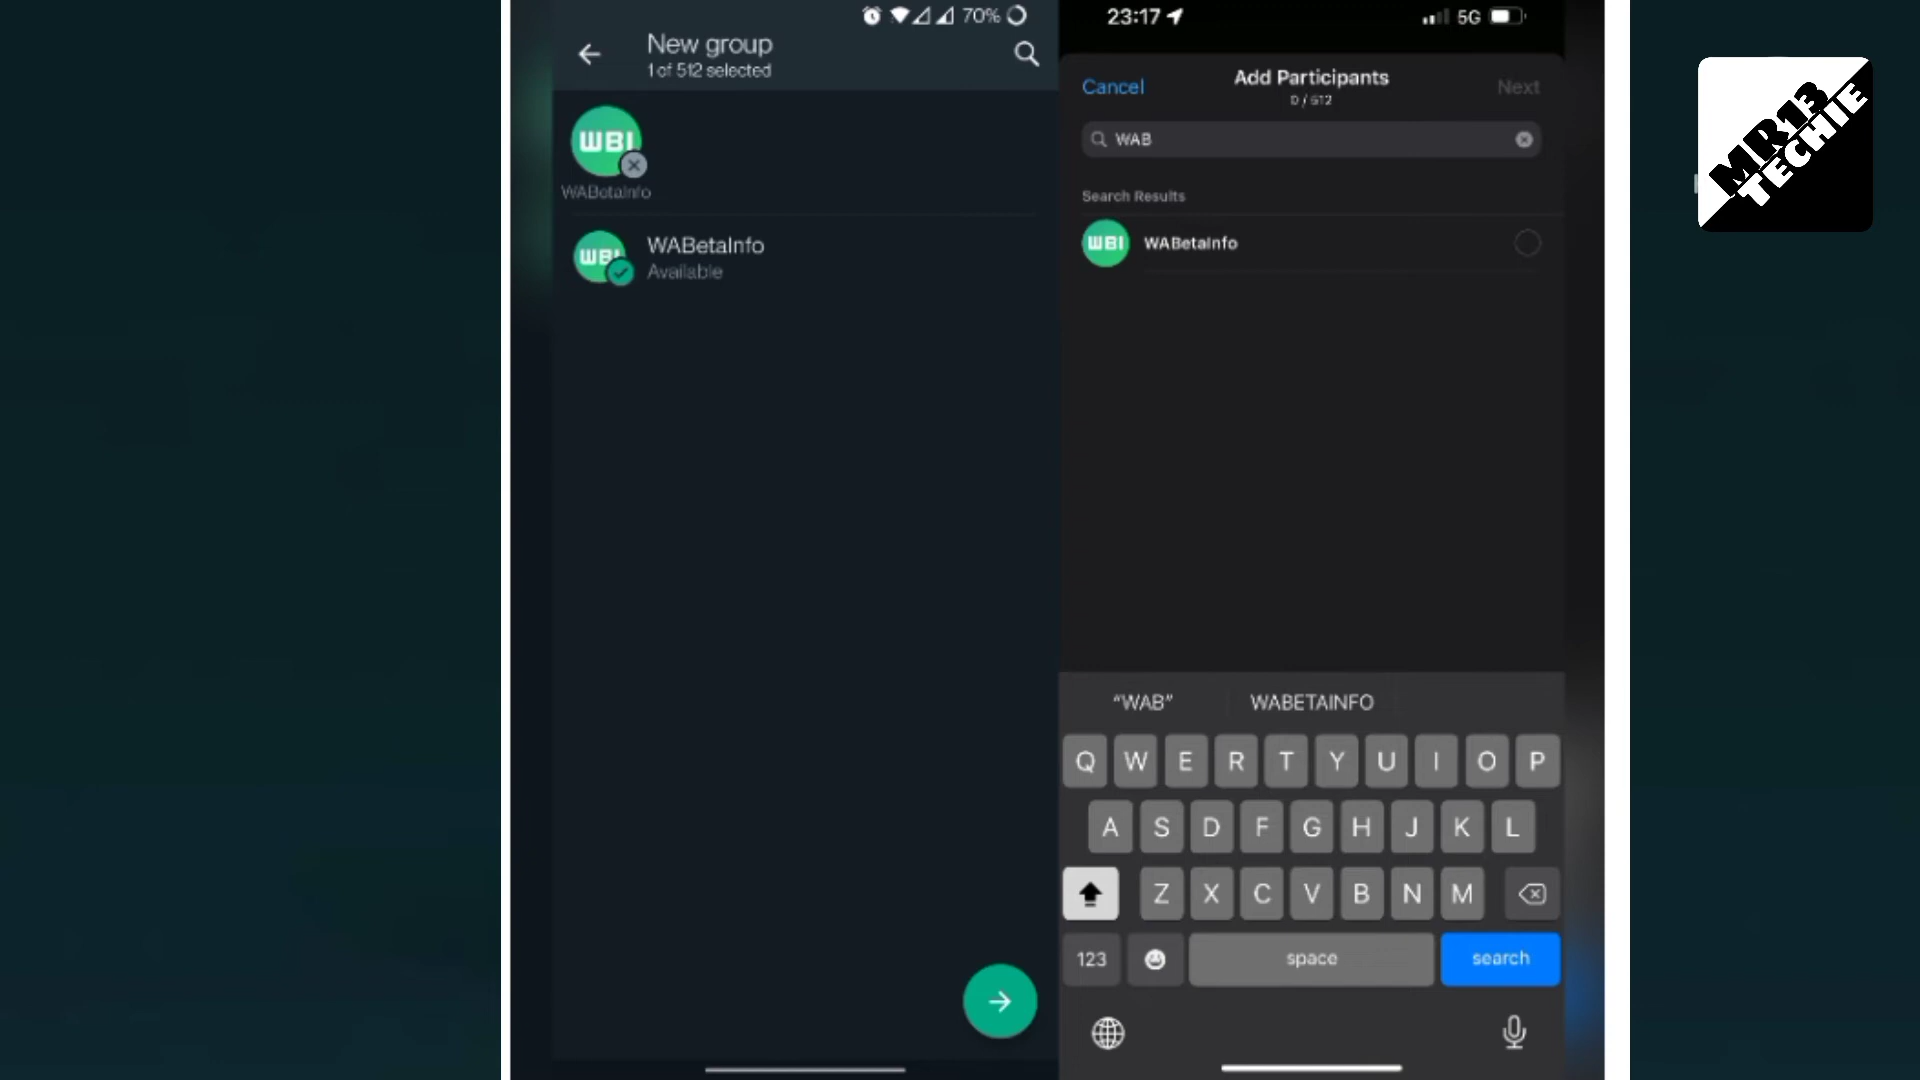 70%
New group
1 of 512 selected
WBI
WABetaInfo
WBI
WABetaInfo
Available
23:17
5G
Cancel
Add Participants
0 / 512
Next
WAB
Search Results
WBI
WABetaInfo
“WAB”
WABETAINFO
Q W E R T Y U I O P
A S D F G H J K L
Z X C V B N M
123
space
search
MR13
TECHIE